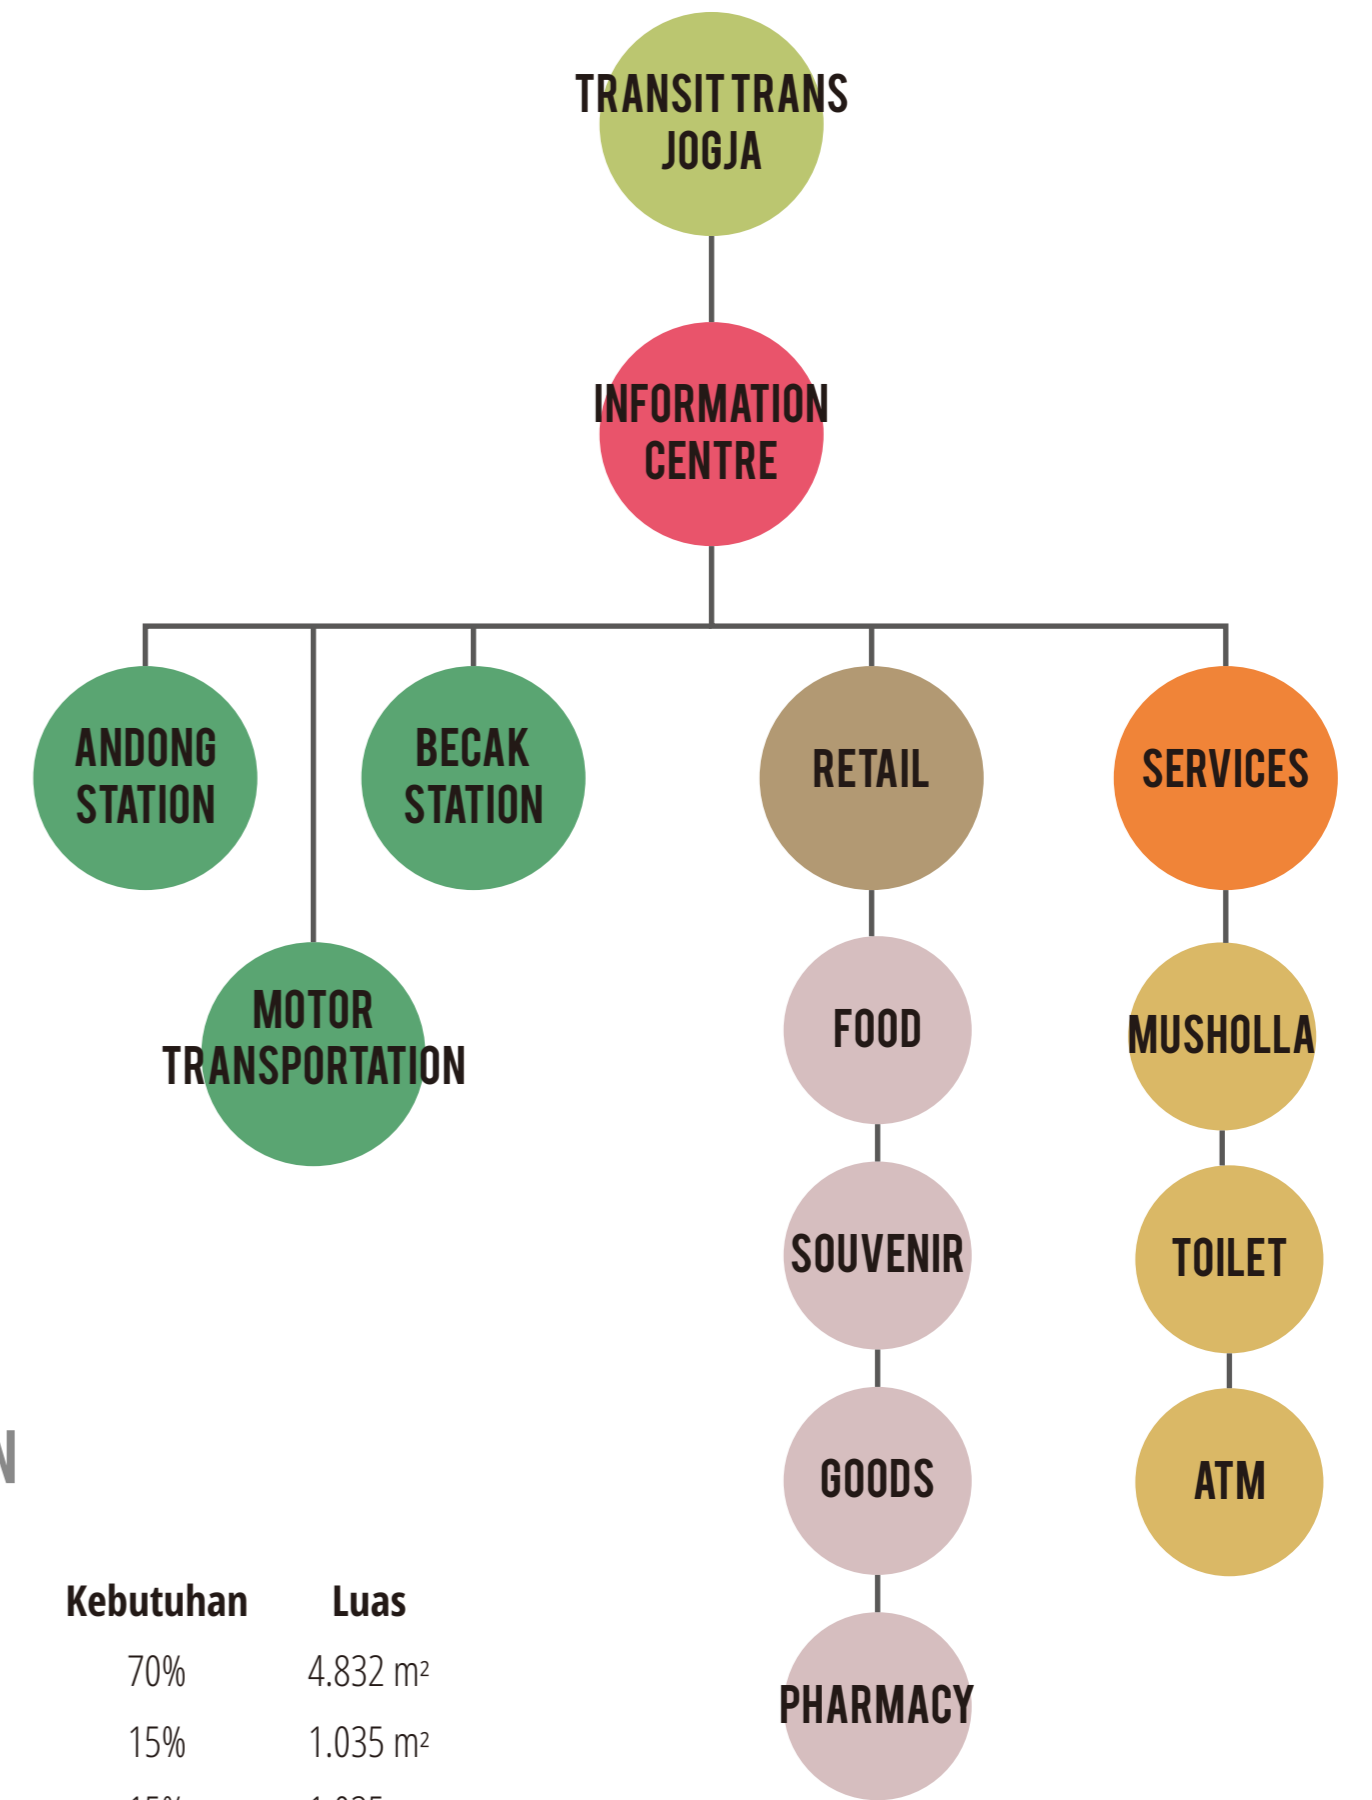 TRANSIT TRANS
JOGJA
INFORMATION
CENTRE
ANDONG
STATION
BECAK
STATION
RETAIL
SERVICES
MOTOR
TRANSPORTATION
FOOD
MUSHOLLA
SOUVENIR
TOILET
GOODS
ATM
PHARMACY
Kebutuhan Luas
70% 4.832 m²
15% 1.035 m²